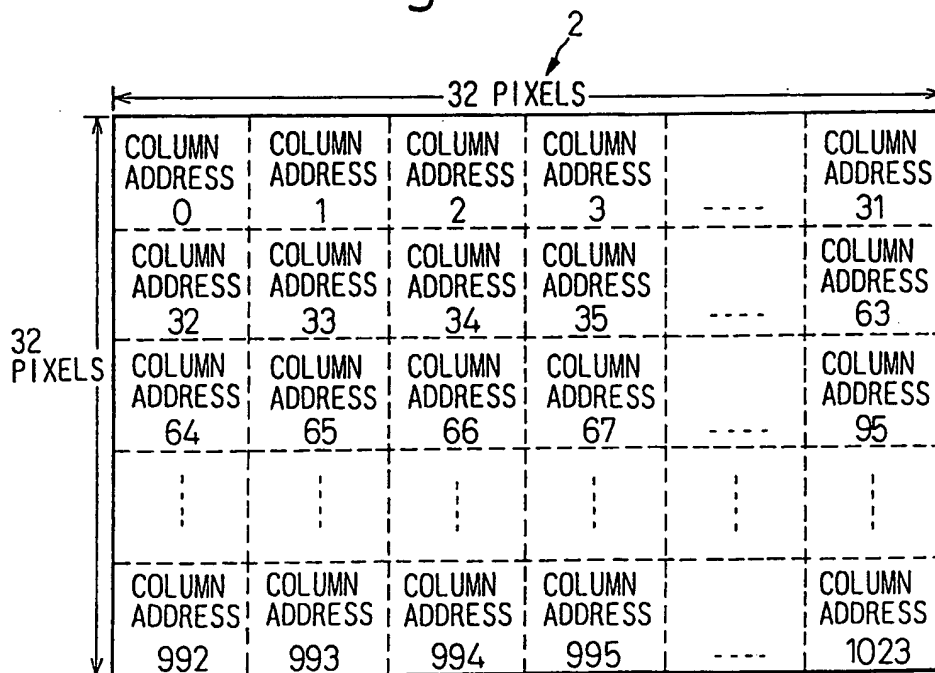 2
32 PIXELS
COLUMN ADDRESS 0 COLUMN ADDRESS 1 COLUMN ADDRESS 2 COLUMN ADDRESS 3 ---- COLUMN ADDRESS 31
COLUMN ADDRESS 32 COLUMN ADDRESS 33 COLUMN ADDRESS 34 COLUMN ADDRESS 35 ---- COLUMN ADDRESS 63
32 PIXELS
COLUMN ADDRESS 64 COLUMN ADDRESS 65 COLUMN ADDRESS 66 COLUMN ADDRESS 67 ---- COLUMN ADDRESS 95
COLUMN ADDRESS 992 COLUMN ADDRESS 993 COLUMN ADDRESS 994 COLUMN ADDRESS 995 ---- COLUMN ADDRESS 1023